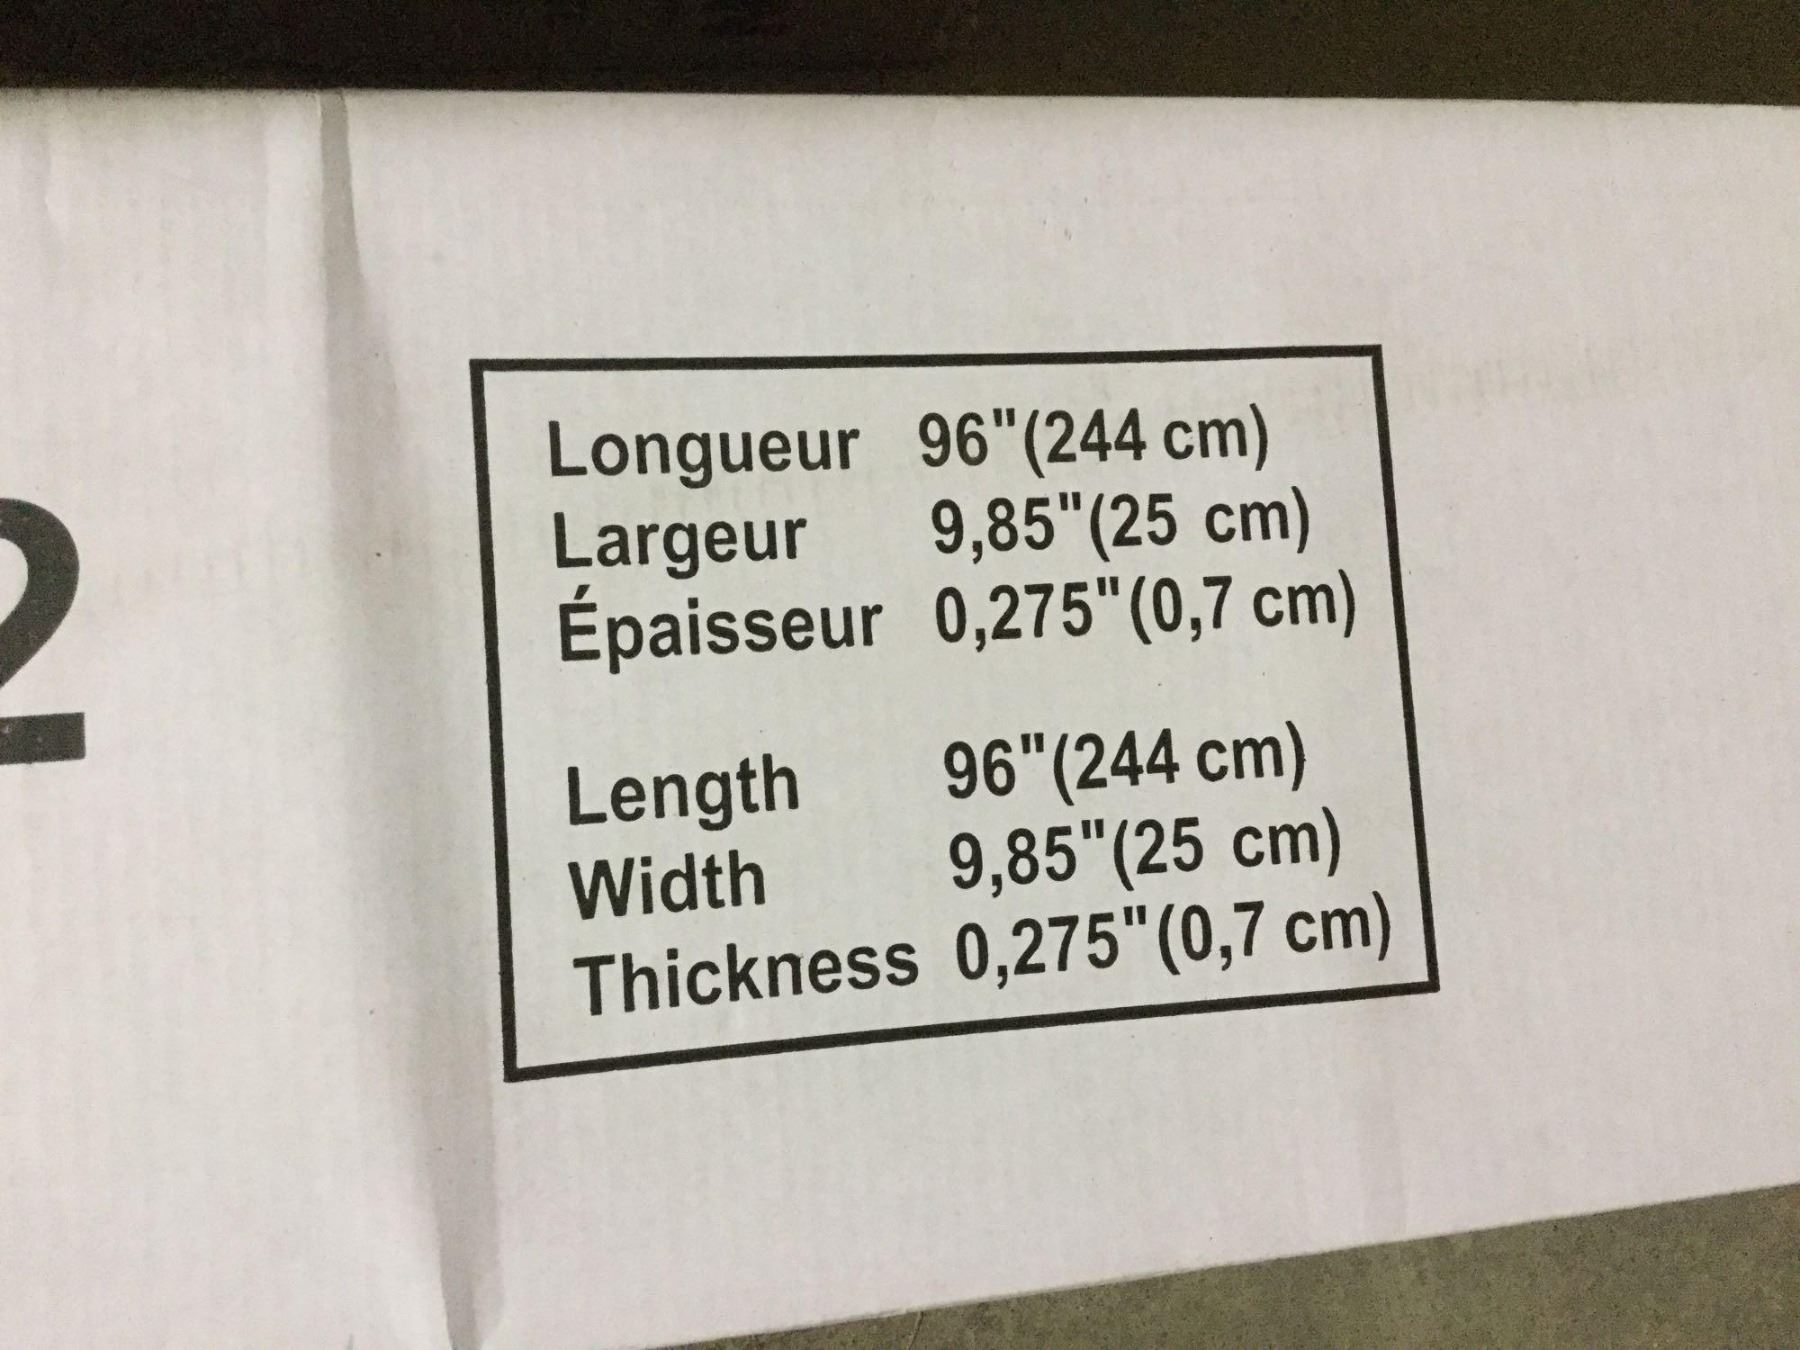 2
Longueur 96"(244 cm)
Largeur 9,85"(25 cm)
Épaisseur 0,275"(0,7 cm)
Length 96"(244 cm)
Width 9,85"(25 cm)
Thickness 0,275"(0,7 cm)